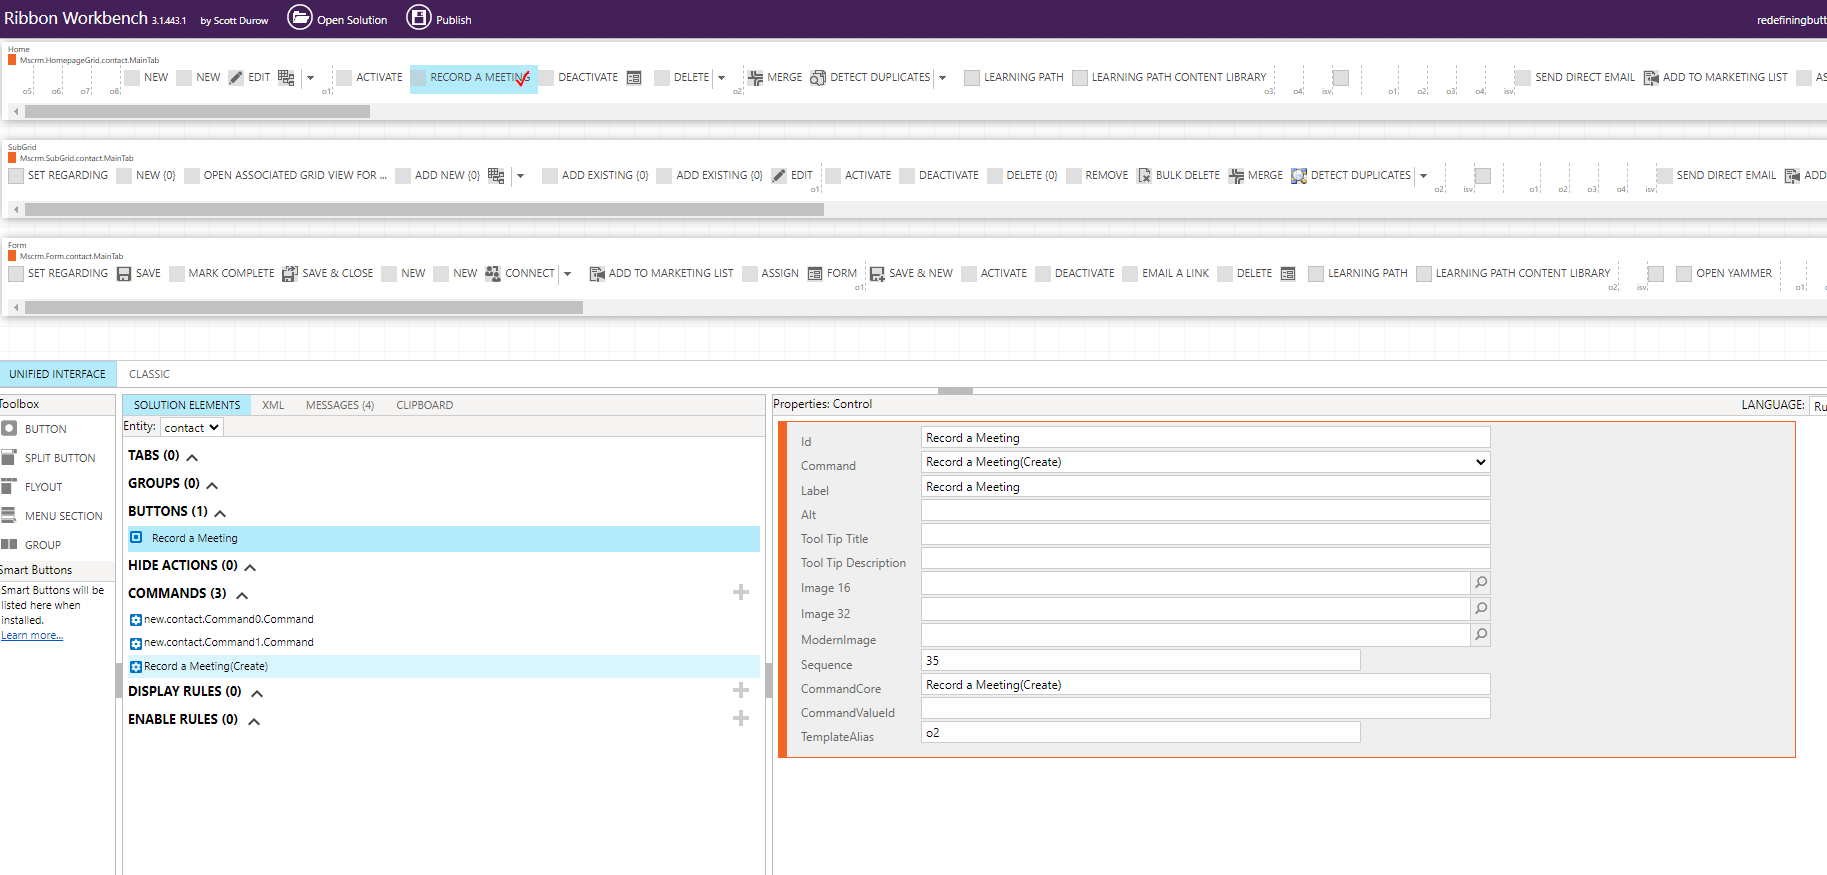 Ribbon Workbench 3.1.443.1 by Scott Durow Open Solution Publish redefiningbutt
Home
Mscrm.HomepageGrid.contact.MainTab
NEW NEW EDIT ACTIVATE RECORD A MEETING DEACTIVATE DELETE MERGE DETECT DUPLICATES LEARNING PATH LEARNING PATH CONTENT LIBRARY SEND DIRECT EMAIL ADD TO MARKETING LIST AS
o5 o6 o7 o8 o1 o2 o3 o4 isv o1 o2 o3 o4 isv
SubGrid
Mscrm.SubGrid.contact.MainTab
SET REGARDING NEW {0} OPEN ASSOCIATED GRID VIEW FOR ... ADD NEW {0} ADD EXISTING {0} ADD EXISTING {0} EDIT ACTIVATE DEACTIVATE DELETE {0} REMOVE BULK DELETE MERGE DETECT DUPLICATES SEND DIRECT EMAIL ADD
o1 o2 isv o1 o2 o3 o4 isv
Form
Mscrm.Form.contact.MainTab
SET REGARDING SAVE MARK COMPLETE SAVE & CLOSE NEW NEW CONNECT ADD TO MARKETING LIST ASSIGN FORM SAVE & NEW ACTIVATE DEACTIVATE EMAIL A LINK DELETE LEARNING PATH LEARNING PATH CONTENT LIBRARY OPEN YAMMER
o1 o2 isv o1
UNIFIED INTERFACE CLASSIC
Toolbox
BUTTON
SPLIT BUTTON
FLYOUT
MENU SECTION
GROUP
Smart Buttons
Smart Buttons will be
listed here when
installed.
Learn more...
SOLUTION ELEMENTS XML MESSAGES (4) CLIPBOARD
Entity: contact
TABS (0)
GROUPS (0)
BUTTONS (1)
Record a Meeting
HIDE ACTIONS (0)
COMMANDS (3)
new.contact.Command0.Command
new.contact.Command1.Command
Record a Meeting(Create)
DISPLAY RULES (0)
ENABLE RULES (0)
Properties: Control LANGUAGE: Ru
Id Record a Meeting
Command Record a Meeting(Create)
Label Record a Meeting
Alt
Tool Tip Title
Tool Tip Description
Image 16
Image 32
ModernImage
Sequence 35
CommandCore Record a Meeting(Create)
CommandValueId
TemplateAlias o2